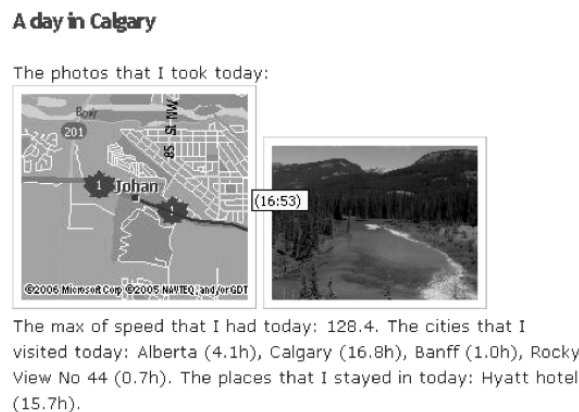 A day in Calgary
The photos that I took today:
Bow
201
85 St NW
1
Johan
1
©2006 Microsoft Corp ©2005 NAVTEQ, and/or GDT
(16:53)
The max of speed that I had today: 128.4. The cities that I
visited today: Alberta (4.1h), Calgary (16.8h), Banff (1.0h), Rocky
View No 44 (0.7h). The places that I stayed in today: Hyatt hotel
(15.7h).